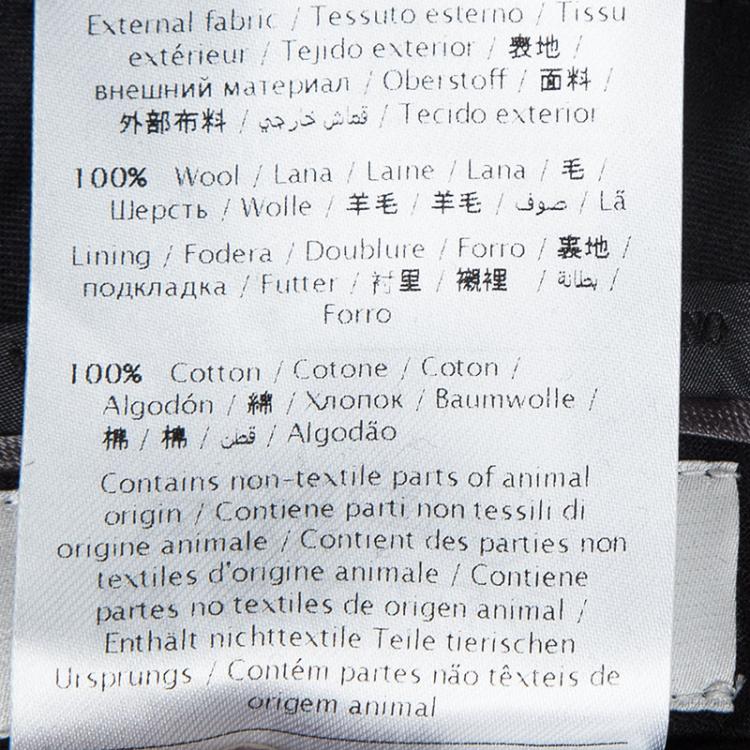 External fabric / Tessuto esterno / Tissu
extérieur / Tejido exterior / 表地 /
внешний материал / Oberstoff / 面料 /
外部布料 / قماش خارجي / Tecido exterior
100% Wool / Lana / Laine / Lana / 毛 /
Шерсть / Wolle / 羊毛 / 羊毛 / صوف / Lã
Lining / Fodera / Doublure / Forro / 裏地 /
подкладка / Futter / 衬里 / 襯裡 / بطانة /
Forro
100% Cotton / Cotone / Coton /
Algodón / 綿 / Хлопок / Baumwolle /
棉 / 棉 / قطن / Algodão
Contains non-textile parts of animal
origin / Contiene parti non tessili di
origine animale / Contient des parties non
textiles d'origine animale / Contiene
partes no textiles de origen animal /
Enthält nichttextile Teile tierischen
Ursprungs / Contém partes não têxteis de
origem animal